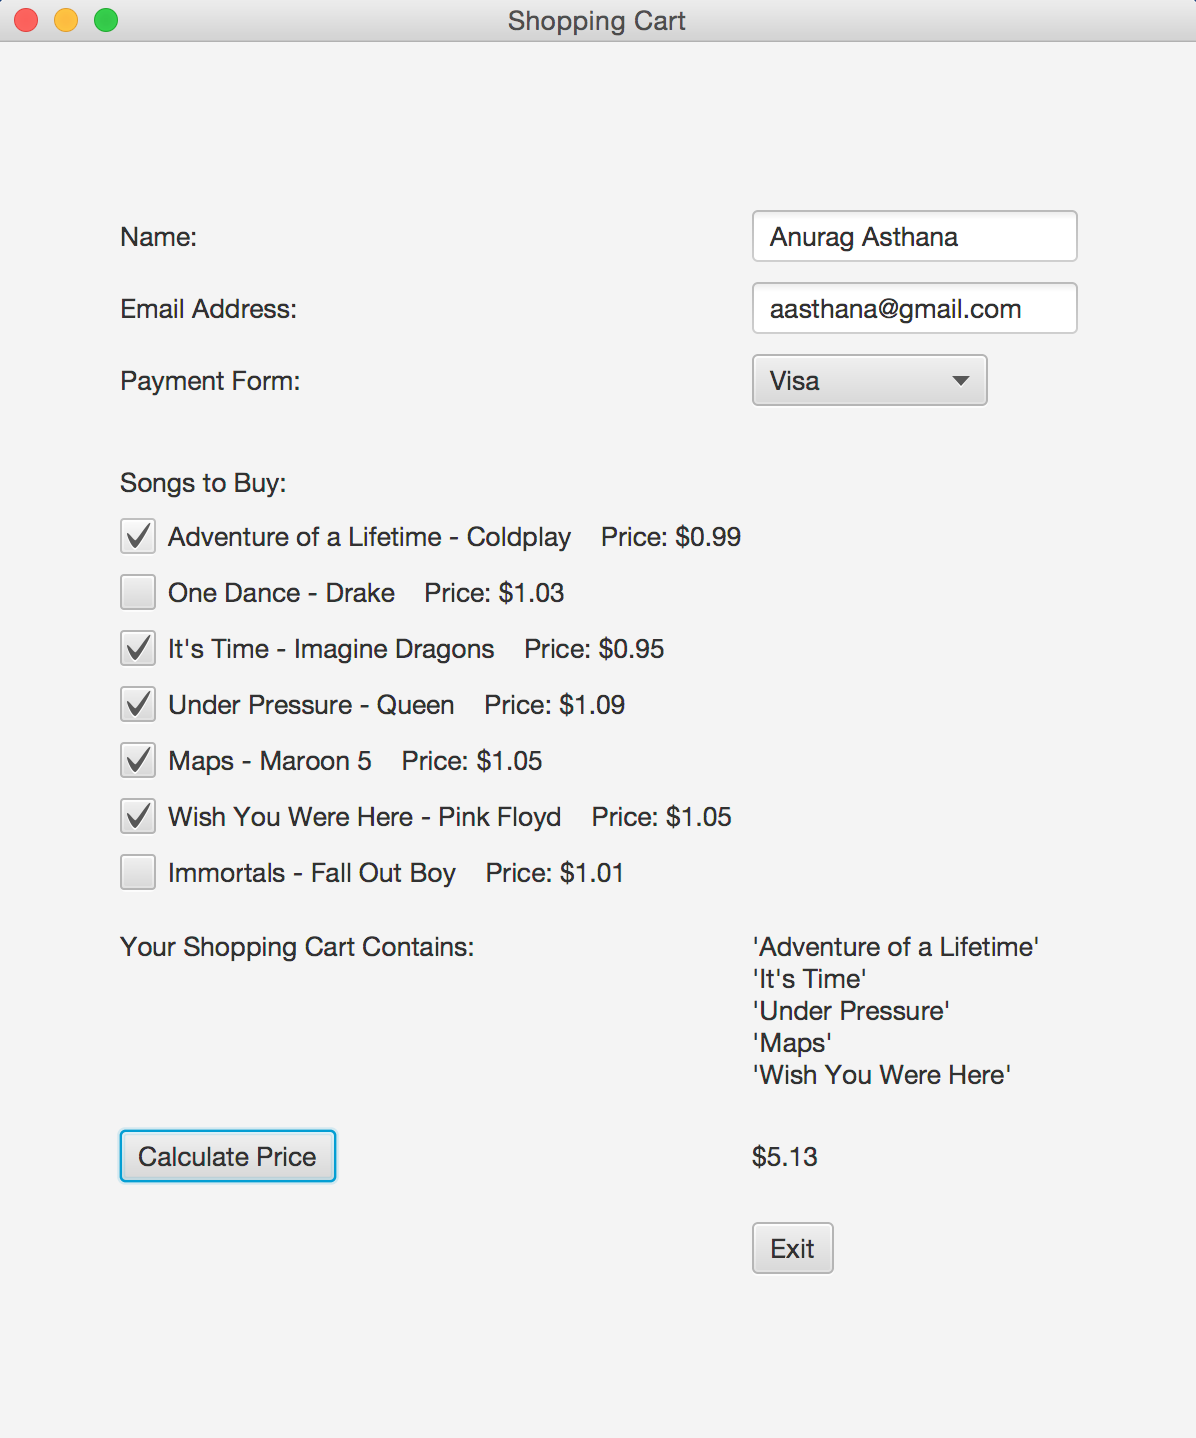 Shopping Cart
Name: Anurag Asthana
Email Address: aasthana@gmail.com
Payment Form: Visa
Songs to Buy:
Adventure of a Lifetime - Coldplay Price: $0.99
One Dance - Drake Price: $1.03
It's Time - Imagine Dragons Price: $0.95
Under Pressure - Queen Price: $1.09
Maps - Maroon 5 Price: $1.05
Wish You Were Here - Pink Floyd Price: $1.05
Immortals - Fall Out Boy Price: $1.01
Your Shopping Cart Contains: 'Adventure of a Lifetime'
'It's Time'
'Under Pressure'
'Maps'
'Wish You Were Here'
Calculate Price $5.13
Exit